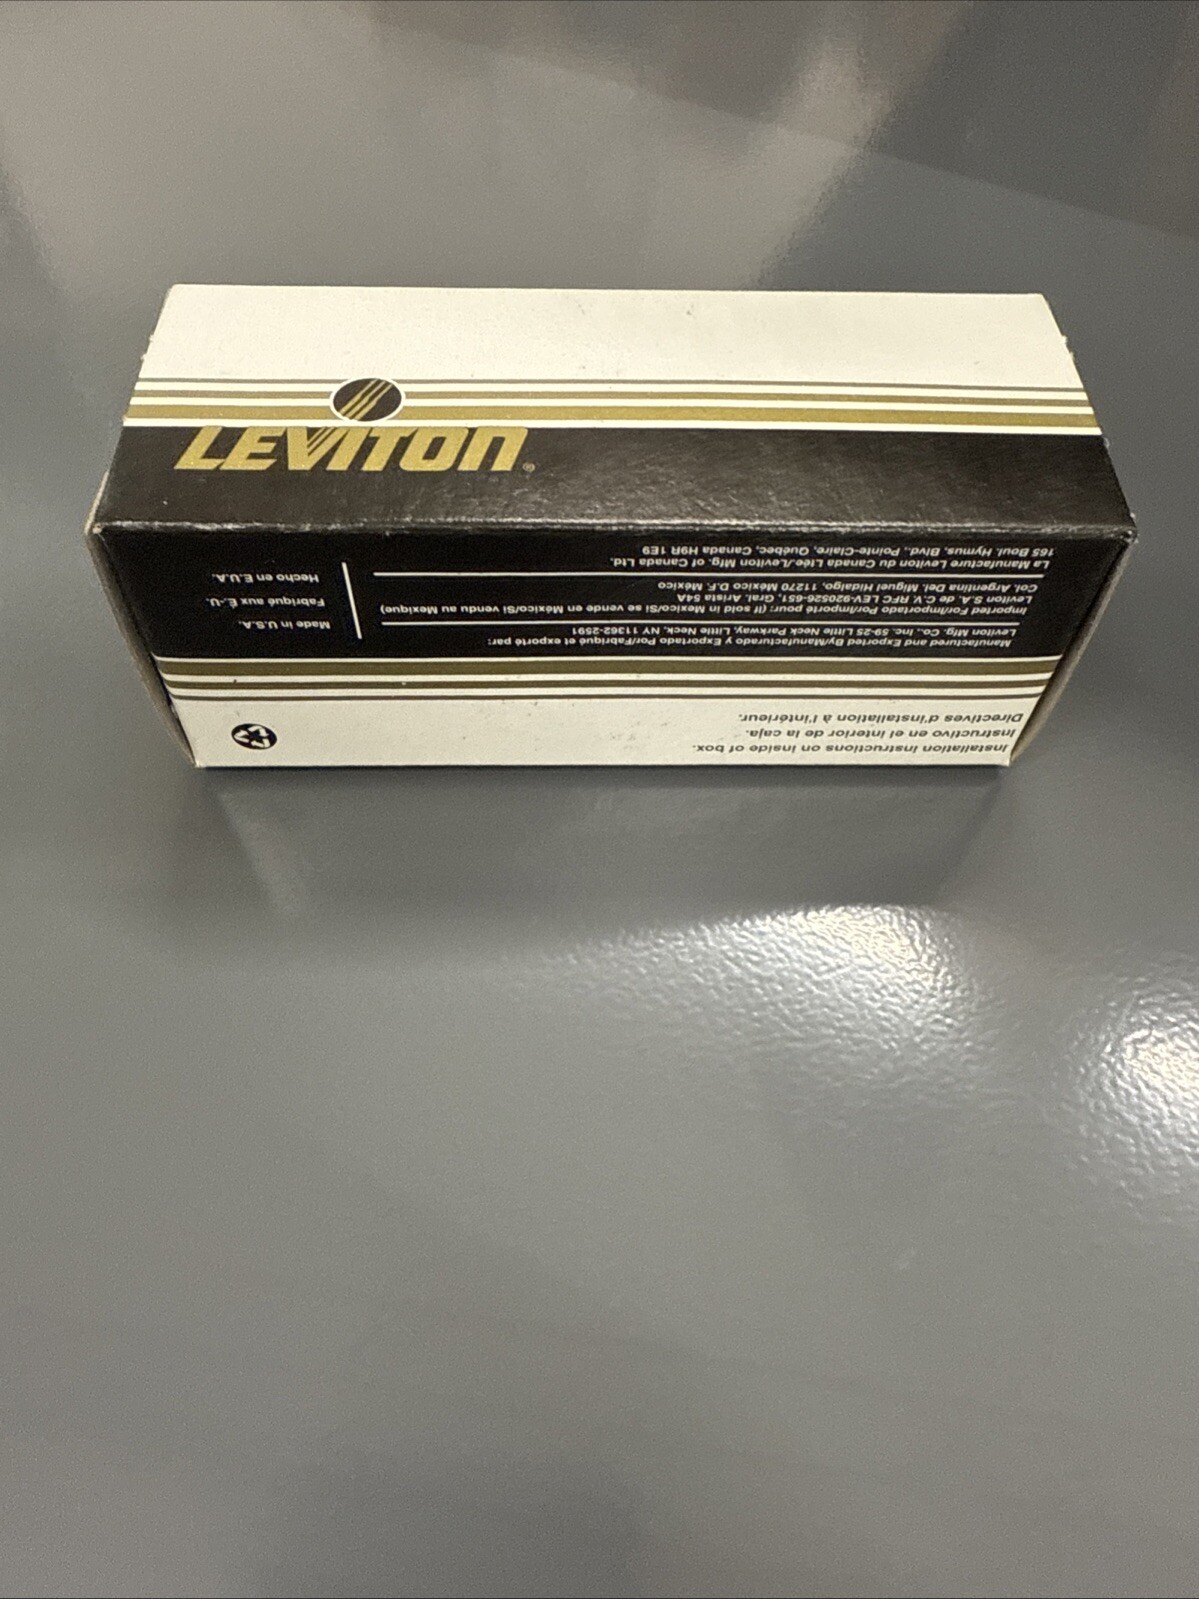 LEVITON®
Installation Instructions on inside of box.
Instructivo en el interior de la caja.
Directives d'installation à l'intérieur.
Manufactured and Exported By/Manufacturado y Exportado Por/Fabriqué et exporté par:
Leviton Mfg. Co., Inc. 59-25 Little Neck Parkway, Little Neck, NY 11362-2591
Imported For/Importado Por/Importé pour: (If sold in Mexico/Si se vende en México/Si vendu au Mexique)
Leviton S.A. de C.V. RFC LEV-920526-651, Gral. Arista 54A
Col. Argentina Del. Miguel Hidalgo, 11270 México D.F. México
La Manufacture Leviton du Canada Ltée./Leviton Mfg. of Canada Ltd.
165 Boul. Hymus, Blvd., Pointe-Claire, Québec, Canada H9R 1E9
Made in U.S.A.
Fabriqué aux É.-U.
Hecho en E.U.A.